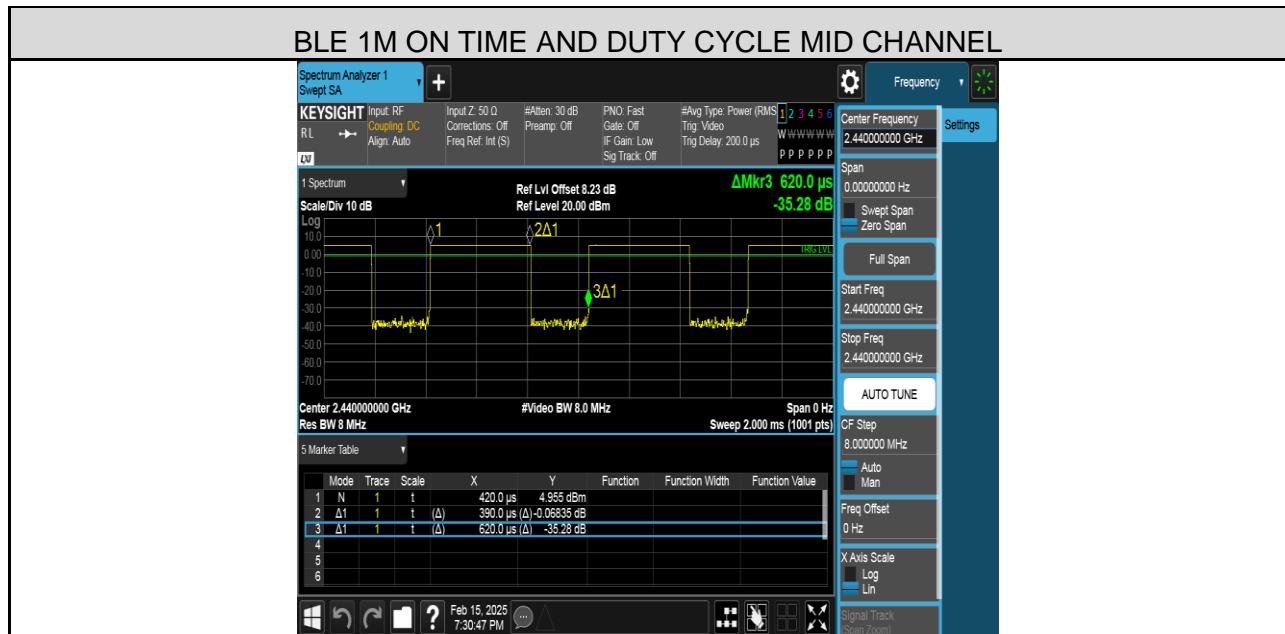 BLE 1M ON TIME AND DUTY CYCLE MID CHANNEL
Spectrum Analyzer 1
Swept SA
+
Frequency
KEYSIGHT
RL
LXI
Input: RF
Coupling: DC
Align: Auto
Input Z: 50 Ω
Corrections: Off
Freq Ref: Int (S)
#Atten: 30 dB
Preamp: Off
PNO: Fast
Gate: Off
IF Gain: Low
Sig Track: Off
#Avg Type: Power (RMS
Trig: Video
Trig Delay: 200.0 µs
1 2 3 4 5 6
W W W W W W
P P P P P P
1 Spectrum
Scale/Div 10 dB
Ref Lvl Offset 8.23 dB
Ref Level 20.00 dBm
ΔMkr3 620.0 µs
-35.28 dB
Log
10.0
0.00
-10.0
-20.0
-30.0
-40.0
-50.0
-60.0
-70.0
1
2Δ1
3Δ1
TRIG LVL
Center 2.440000000 GHz
#Video BW 8.0 MHz
Span 0 Hz
Res BW 8 MHz
Sweep 2.000 ms (1001 pts)
5 Marker Table
Mode Trace Scale X Y Function Function Width Function Value
1 N 1 t 420.0 µs 4.955 dBm
2 Δ1 1 t (Δ) 390.0 µs (Δ) -0.06835 dB
3 Δ1 1 t (Δ) 620.0 µs (Δ) -35.28 dB
4
5
6
Feb 15, 2025
7:30:47 PM
?
Center Frequency
2.440000000 GHz
Settings
Span
0.00000000 Hz
Swept Span
Zero Span
Full Span
Start Freq
2.440000000 GHz
Stop Freq
2.440000000 GHz
AUTO TUNE
CF Step
8.000000 MHz
Auto
Man
Freq Offset
0 Hz
X Axis Scale
Log
Lin
Signal Track
(Span Zoom)